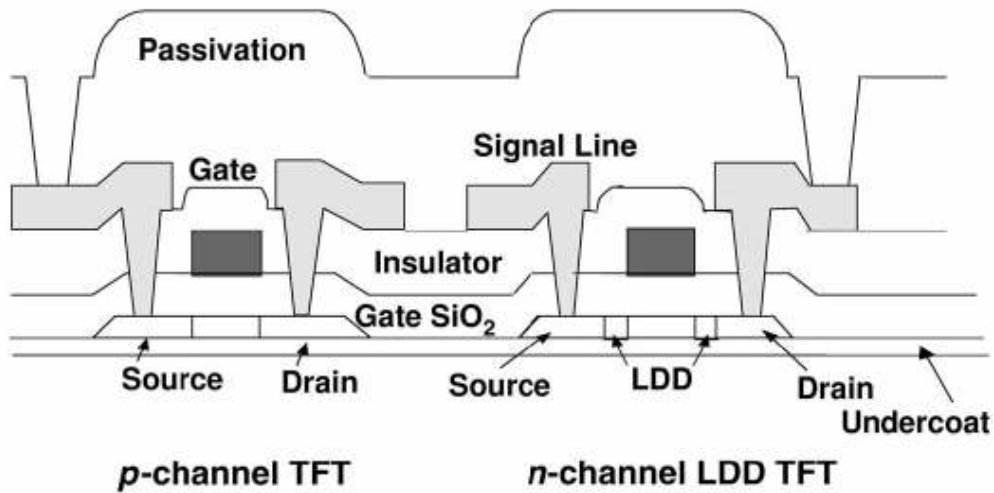 Passivation
Signal Line
Gate
Insulator
Gate SiO₂
Source
Drain
Source
LDD
Drain
Undercoat
p-channel TFT
n-channel LDD TFT